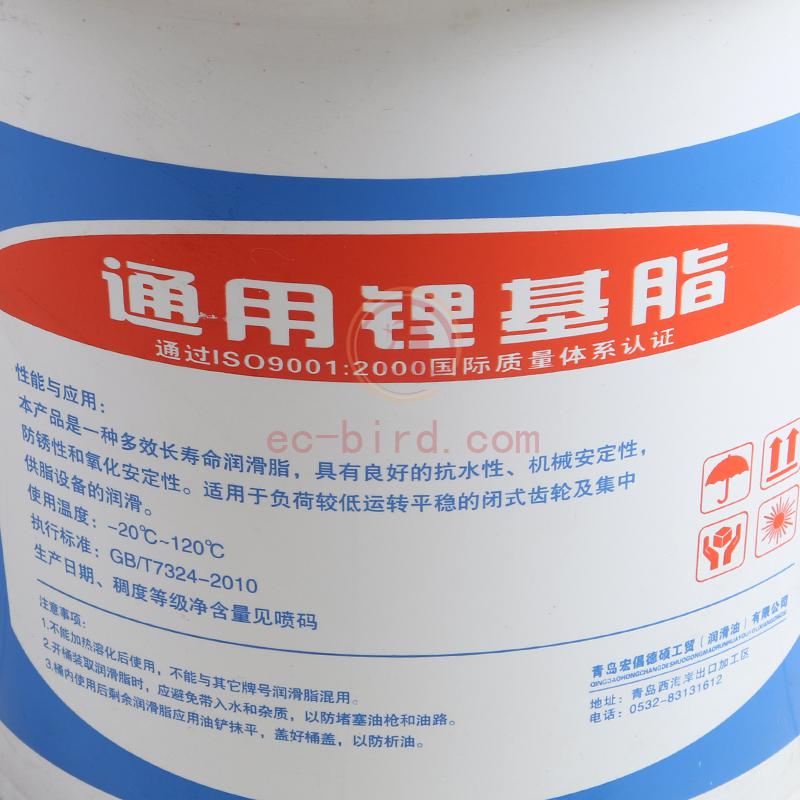 通用锂基脂
通过ISO9001:2000国际质量体系认证
性能与应用：
本产品是一种多效长寿命润滑脂，具有良好的抗水性、机械安定性，
防锈性和氧化安定性。适用于负荷较低运转平稳的闭式齿轮及集中
供脂设备的润滑。
使用温度：-20℃~120℃
执行标准：GB/T7324-2010
生产日期、稠度等级净含量见喷码
ec-bird.com
注意事项：
1.不能加热溶化后使用，不能与其它牌号润滑脂混用。
2.开桶装取润滑脂时，应避免带入水和杂质，以防堵塞油枪和油路。
3.桶内使用后剩余润滑脂应用油铲抹平，盖好桶盖，以防析油。
青岛宏倡德硕工贸（润滑油）有限公司
地址：青岛西海岸出口加工区
电话：0532-83131612